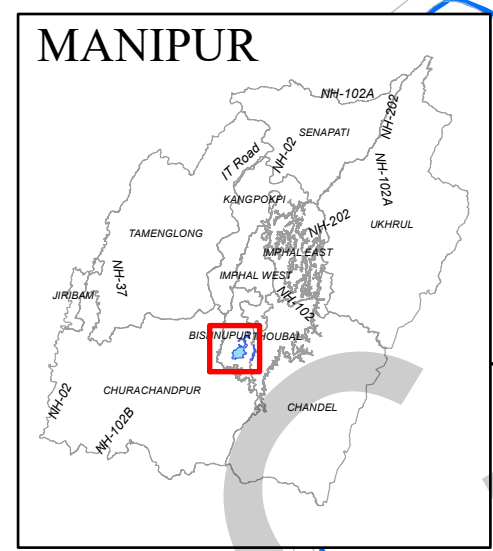 MANIPUR
NH-102A
NH-202
SENAPATI
IT Road
NH-02
NH-102A
KANGPOKPI
NH-202
UKHRUL
TAMENGLONG
IMPHAL EAST
IMPHAL WEST
NH-37
NH-102
JIRIBAM
BISHNUPUR
THOUBAL
CHURACHANDPUR
NH-02
CHANDEL
NH-102B